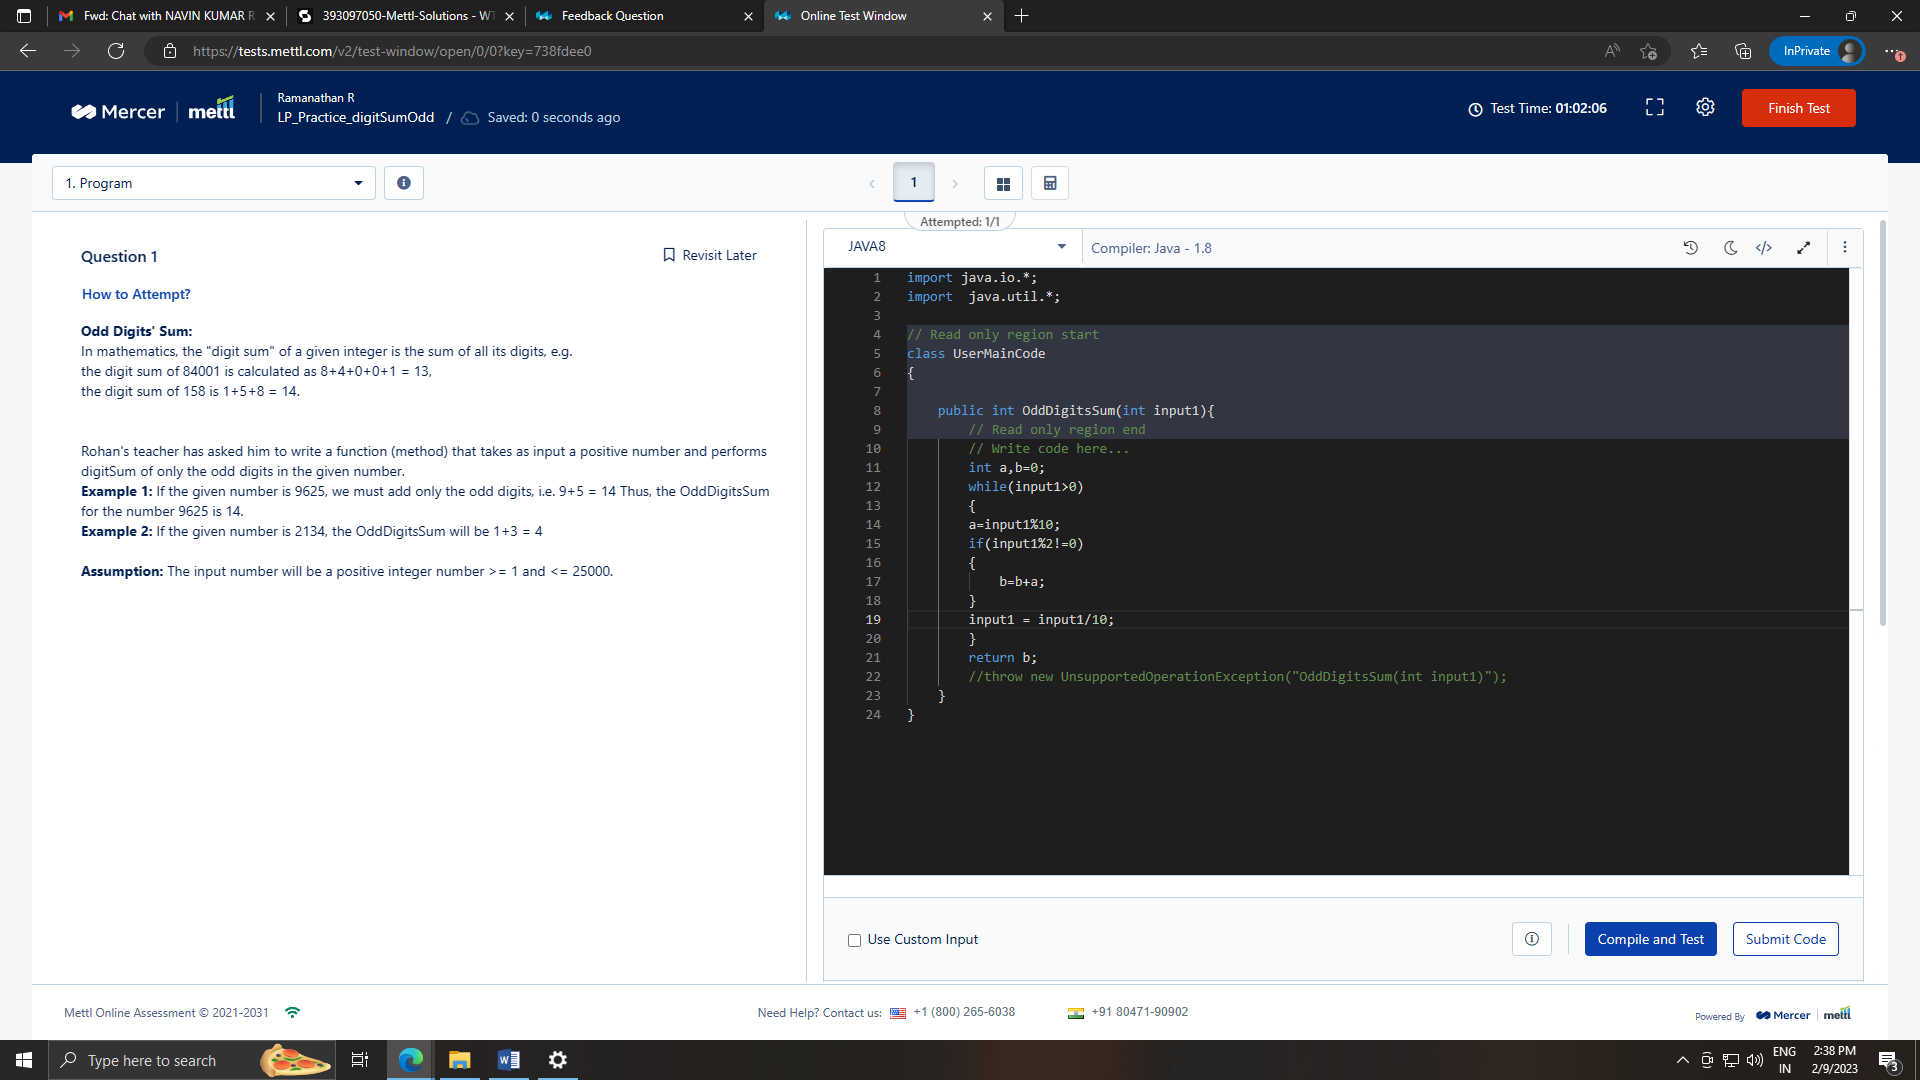 Fwd: Chat with NAVIN KUMAR R
393097050-Mettl-Solutions - WT
Feedback Question
Online Test Window
https://tests.mettl.com/v2/test-window/open/0/0?key=738fdee0
InPrivate
Mercer | mettl
Ramanathan R
LP_Practice_digitSumOdd / Saved: 0 seconds ago
Test Time: 01:02:06
Finish Test
1. Program
1
Attempted: 1/1
Question 1
Revisit Later
How to Attempt?
Odd Digits' Sum:
In mathematics, the "digit sum" of a given integer is the sum of all its digits, e.g.
the digit sum of 84001 is calculated as 8+4+0+0+1 = 13,
the digit sum of 158 is 1+5+8 = 14.
Rohan's teacher has asked him to write a function (method) that takes as input a positive number and performs
digitSum of only the odd digits in the given number.
Example 1: If the given number is 9625, we must add only the odd digits, i.e. 9+5 = 14 Thus, the OddDigitsSum
for the number 9625 is 14.
Example 2: If the given number is 2134, the OddDigitsSum will be 1+3 = 4
Assumption: The input number will be a positive integer number >= 1 and <= 25000.
JAVA8
Compiler: Java - 1.8
1 import java.io.*;
2 import  java.util.*;
3
4 // Read only region start
5 class UserMainCode
6 {
7
8     public int OddDigitsSum(int input1){
9         // Read only region end
10         // Write code here...
11         int a,b=0;
12         while(input1>0)
13         {
14         a=input1%10;
15         if(input1%2!=0)
16         {
17             b=b+a;
18         }
19         input1 = input1/10;
20         }
21         return b;
22         //throw new UnsupportedOperationException("OddDigitsSum(int input1)");
23     }
24 }
Use Custom Input
Compile and Test
Submit Code
Mettl Online Assessment © 2021-2031
Need Help? Contact us: +1 (800) 265-6038
+91 80471-90902
Powered By Mercer | mettl
Type here to search
ENG
IN
2:38 PM
2/9/2023
3